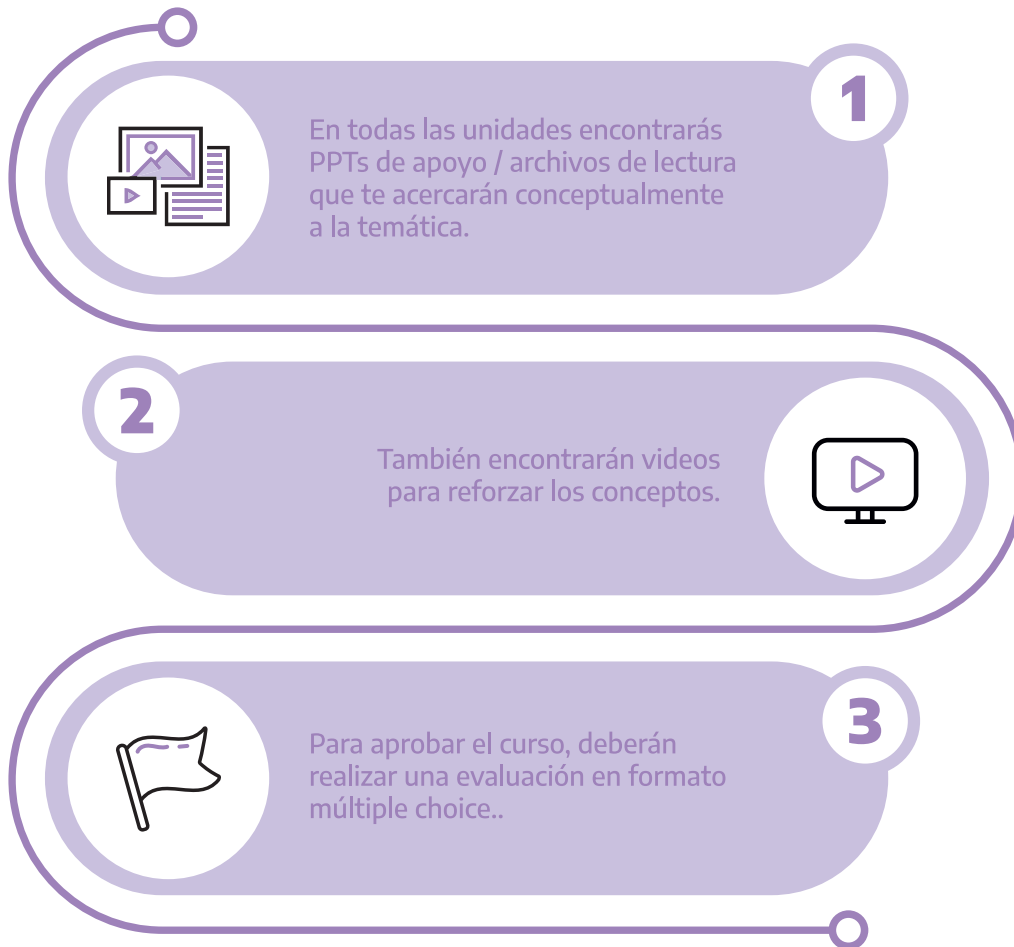 1
En todas las unidades encontrarás
PPTs de apoyo / archivos de lectura
que te acercarán conceptualmente
a la temática.
2
También encontrarán videos
para reforzar los conceptos.
3
Para aprobar el curso, deberán
realizar una evaluación en formato
múltiple choice..